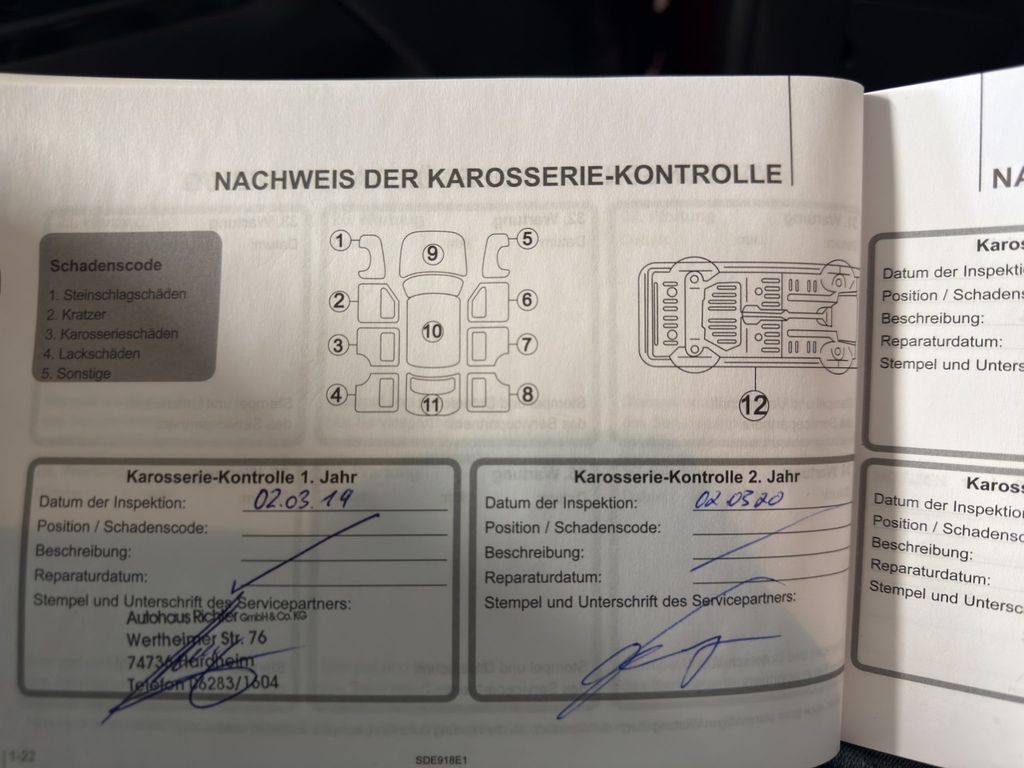 NACHWEIS DER KAROSSERIE-KONTROLLE
Schadenscode
1. Steinschlagschäden
2. Kratzer
3. Karosserieschäden
4. Lackschäden
5. Sonstige
1 9 5
2 6
10
3 7
4 11 8
12
Karosserie-Kontrolle 1. Jahr
Datum der Inspektion: 02.03.19
Position / Schadenscode:
Beschreibung:
Reparaturdatum:
Stempel und Unterschrift des Servicepartners:
Autohaus Richter GmbH & Co. KG
Wertheimer Str. 76
74736 Hardheim
Telefon 06283/1604
Karosserie-Kontrolle 2. Jahr
Datum der Inspektion: 02.03.20
Position / Schadenscode:
Beschreibung:
Reparaturdatum:
Stempel und Unterschrift des Servicepartners:
1-22
SDE918E1
NA
Karos
Datum der Inspekti
Position / Schadens
Beschreibung:
Reparaturdatum:
Stempel und Unters
Kaross
Datum der Inspektion
Position / Schadensc
Beschreibung:
Reparaturdatum:
Stempel und Untersc